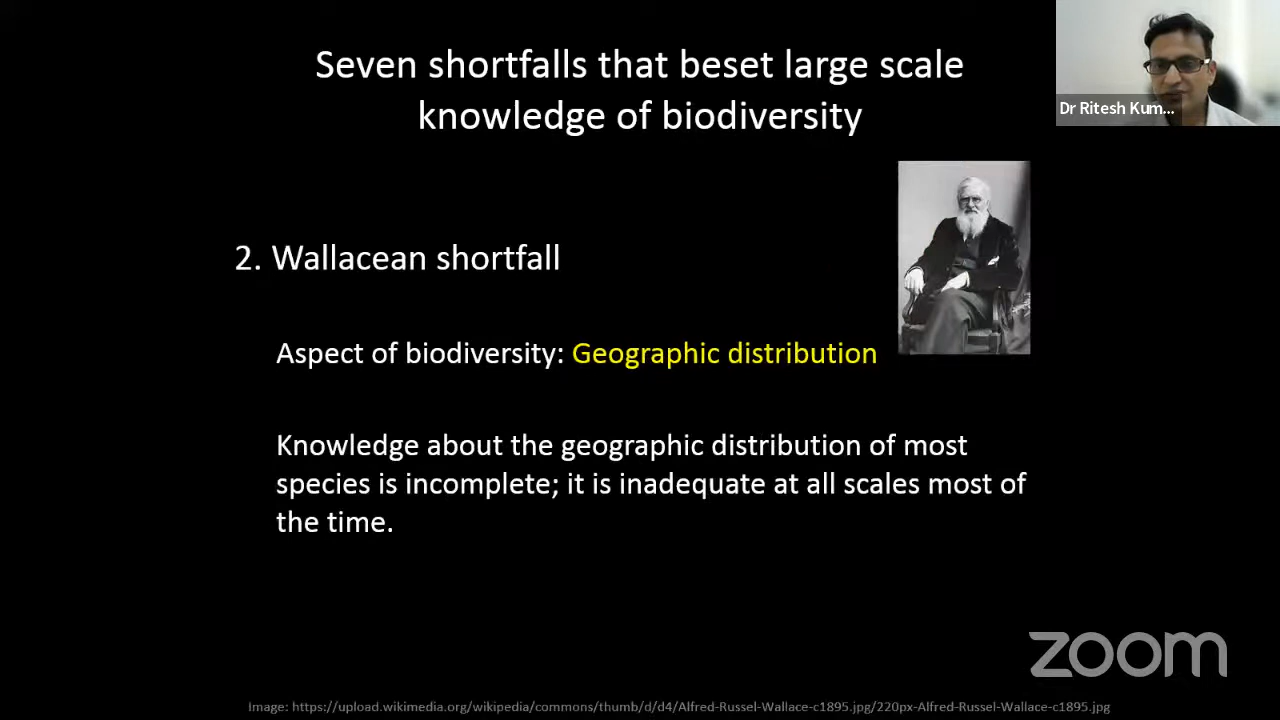 Seven shortfalls that beset large scale
knowledge of biodiversity
Dr Ritesh Kum...
2. Wallacean shortfall
Aspect of biodiversity: Geographic distribution
Knowledge about the geographic distribution of most
species is incomplete; it is inadequate at all scales most of
the time.
zoom
Image: https://upload.wikimedia.org/wikipedia/commons/thumb/d/d4/Alfred-Russel-Wallace-c1895.jpg/220px-Alfred-Russel-Wallace-c1895.jpg